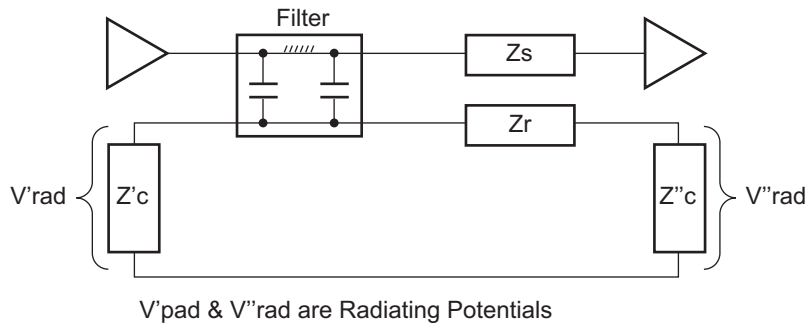 Filter
Zs
Zr
V'rad
Z'c
Z''c
V''rad
V'pad & V''rad are Radiating Potentials